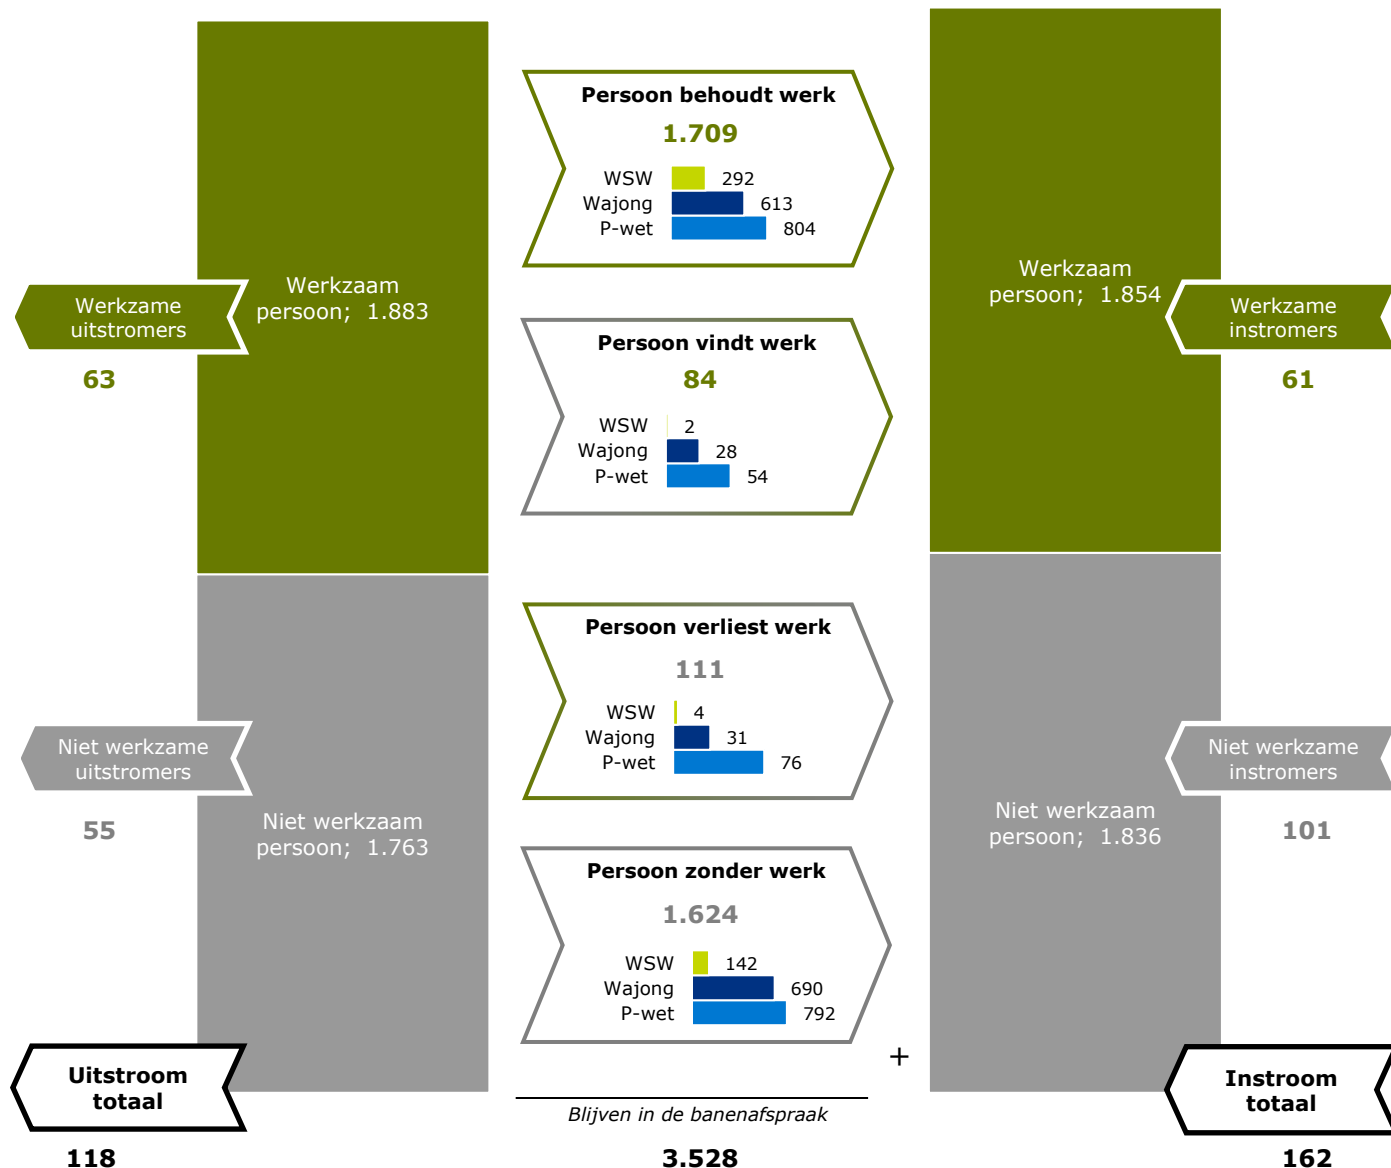 Werkzaam
persoon; 1.883
Werkzame
uitstromers
63
Niet werkzaam
persoon; 1.763
Niet werkzame
uitstromers
55
Uitstroom
totaal
118
Persoon behoudt werk
1.709
WSW 292
Wajong 613
P-wet 804
Persoon vindt werk
84
WSW 2
Wajong 28
P-wet 54
Persoon verliest werk
111
WSW 4
Wajong 31
P-wet 76
Persoon zonder werk
1.624
WSW 142
Wajong 690
P-wet 792
+
Blijven in de banenafspraak
3.528
Werkzaam
persoon; 1.854
Werkzame
instromers
61
Niet werkzaam
persoon; 1.836
Niet werkzame
instromers
101
Instroom
totaal
162